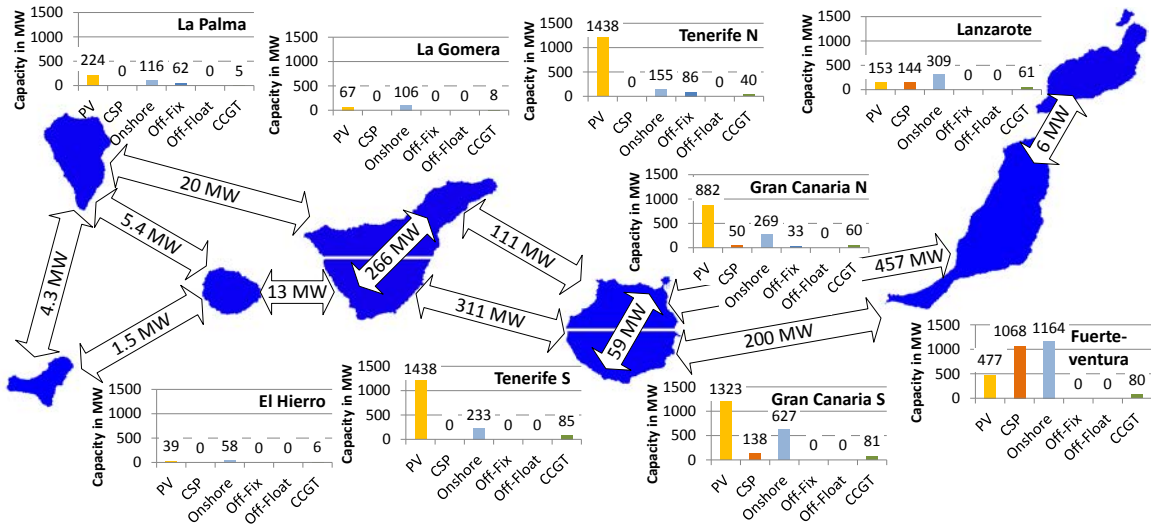 La Palma
Capacity in MW
1500
1000
500
0
224
0
116
62
0
5
PV
CSP
Onshore
Off-Fix
Off-Float
CCGT
La Gomera
Capacity in MW
1500
1000
500
0
67
0
106
0
0
8
PV
CSP
Onshore
Off-Fix
Off-Float
CCGT
Tenerife N
Capacity in MW
1500
1000
500
0
1438
0
155
86
0
40
PV
CSP
Onshore
Off-Fix
Off-Float
CCGT
Lanzarote
Capacity in MW
1500
1000
500
0
153
144
309
0
0
61
PV
CSP
Onshore
Off-Fix
Off-Float
CCGT
Gran Canaria N
Capacity in MW
1500
1000
500
0
882
50
269
33
0
60
PV
CSP
Onshore
Off-Fix
Off-Float
CCGT
20 MW
5.4 MW
4.3 MW
1.5 MW
13 MW
266 MW
111 MW
311 MW
59 MW
457 MW
200 MW
6 MW
El Hierro
Capacity in MW
1500
1000
500
0
39
0
58
0
0
6
PV
CSP
Onshore
Off-Fix
Off-Float
CCGT
Tenerife S
Capacity in MW
1500
1000
500
0
1438
0
233
0
0
85
PV
CSP
Onshore
Off-Fix
Off-Float
CCGT
Gran Canaria S
Capacity in MW
1500
1000
500
0
1323
138
627
0
0
81
PV
CSP
Onshore
Off-Fix
Off-Float
CCGT
Fuerte-
ventura
Capacity in MW
1500
1000
500
0
477
1068
1164
0
0
80
PV
CSP
Onshore
Off-Fix
Off-Float
CCGT